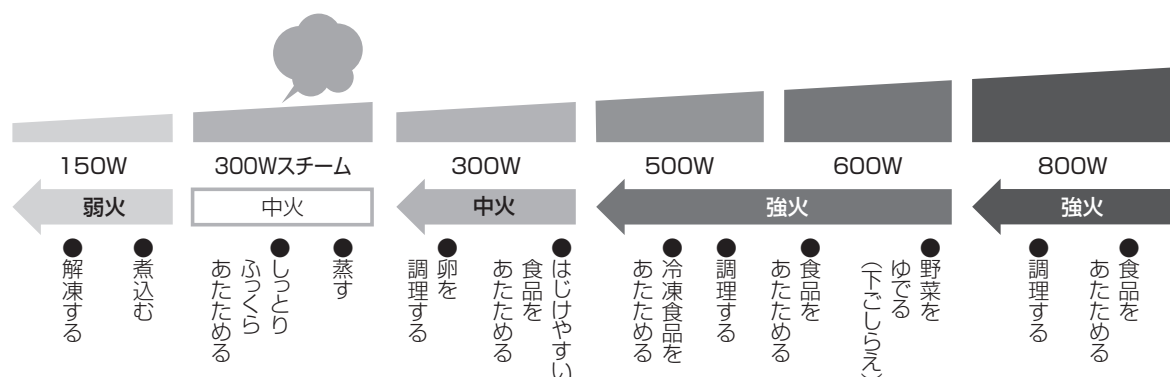 150W
300Wスチーム
300W
500W
600W
800W
弱火
中火
中火
強火
強火
●解凍する
●煮込む
●しっとり
ふっくら
あたためる
●蒸す
●卵を
調理する
●はじけやすい
食品を
あたためる
●冷凍食品を
あたためる
●調理する
●食品を
あたためる
●野菜を
ゆでる
（下ごしらえ）
●調理する
●食品を
あたためる